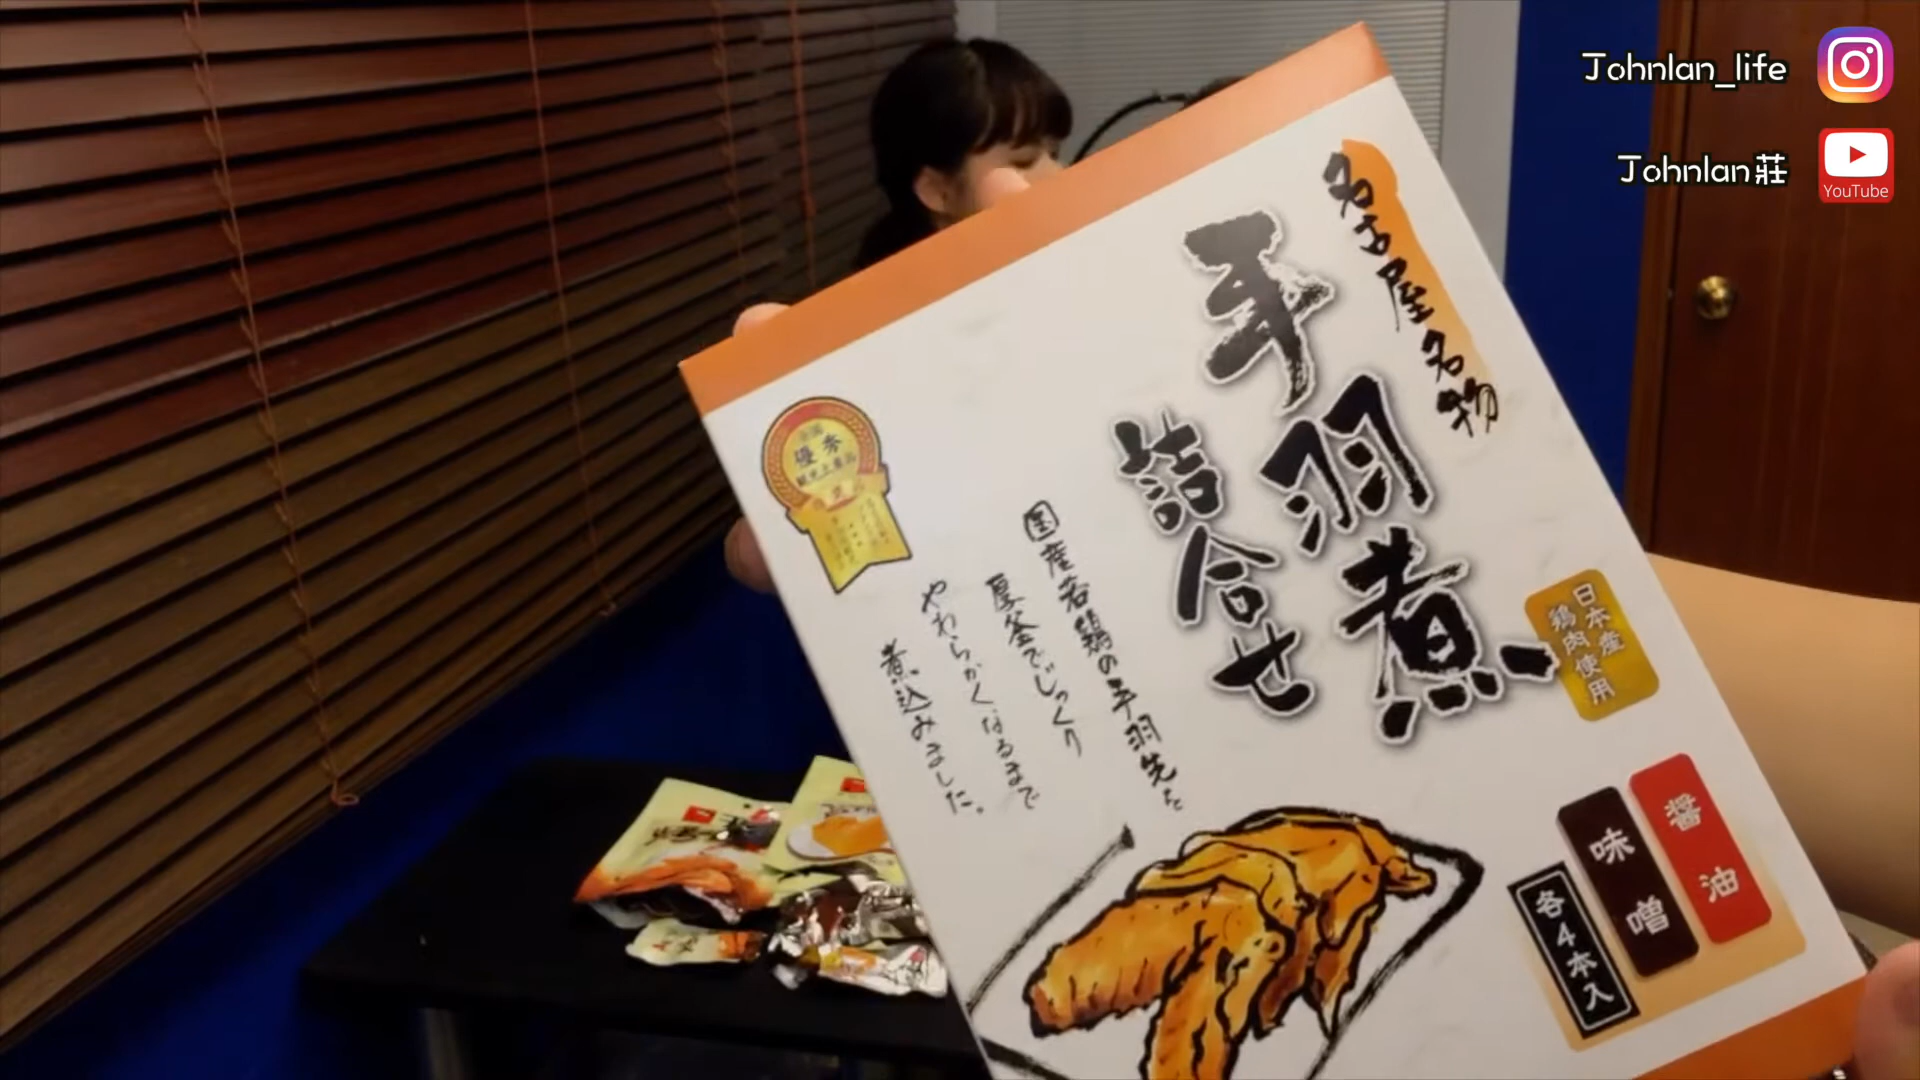 Johnlan_life
Johnlan莊
YouTube
名古屋名物
手羽煮
詰合せ
国産若鶏の手羽先を
厚釜でじっくり
やわらかくなるまで
煮込みました。
日本産
鶏肉使用
醤油
味噌
各4本入
優秀